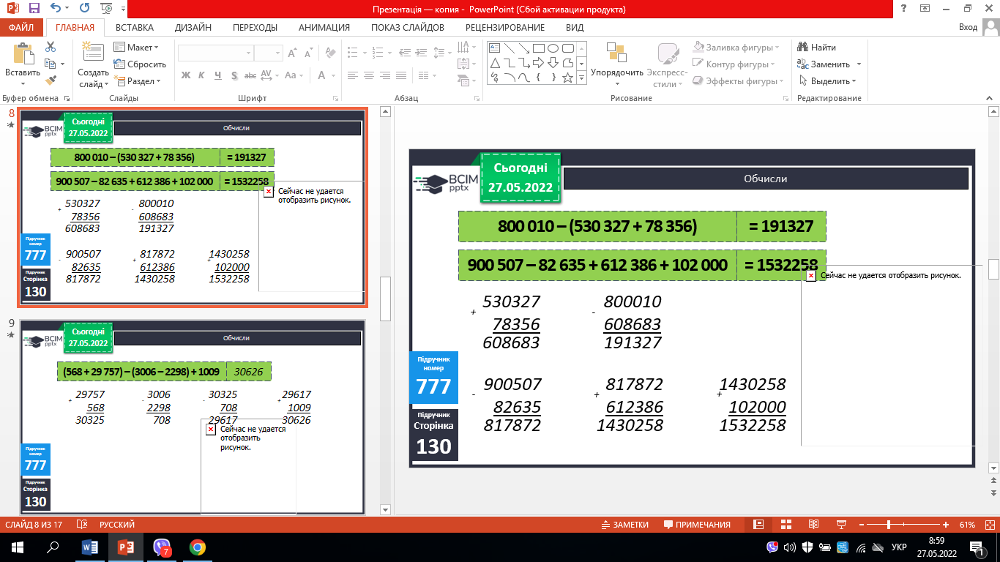 Презентація — копия - PowerPoint (Сбой активации продукта)
ФАЙЛ ГЛАВНАЯ ВСТАВКА ДИЗАЙН ПЕРЕХОДЫ АНИМАЦИЯ ПОКАЗ СЛАЙДОВ РЕЦЕНЗИРОВАНИЕ ВИД Вход
Вставить
Создать слайд
Макет
Сбросить
Раздел
Ж К Ч S abc AV Aa A
Упорядочить
Экспресс-стили
Заливка фигуры
Контур фигуры
Эффекты фигуры
Найти
Заменить
Выделить
Буфер обмена Слайды Шрифт Абзац Рисование Редактирование
8
Сьогодні
27.05.2022
BCIM
pptx
Обчисли
800 010 – (530 327 + 78 356) = 191327
900 507 – 82 635 + 612 386 + 102 000 = 1532258
Сейчас не удается
отобразить рисунок.
530327 800010
+ 78356 - 608683
608683 191327
900507 817872 1430258
- 82635 + 612386 + 102000
817872 1430258 1532258
Підручник
номер
777
Підручник
Сторінка
130
9
Сьогодні
27.05.2022
BCIM
pptx
Обчисли
(568 + 29 757) – (3006 – 2298) + 1009 30626
29757 3006 30325 29617
+ 568 - 2298 - 708 + 1009
30325 708 29617 30626
Сейчас не удается
отобразить
рисунок.
Підручник
номер
777
Підручник
Сторінка
130
Сьогодні
27.05.2022
BCIM
pptx
Обчисли
800 010 – (530 327 + 78 356) = 191327
900 507 – 82 635 + 612 386 + 102 000 = 1532258
Сейчас не удается отобразить рисунок.
530327 800010
+ 78356 - 608683
608683 191327
900507 817872 1430258
- 82635 + 612386 + 102000
817872 1430258 1532258
Підручник
номер
777
Підручник
Сторінка
130
СЛАЙД 8 ИЗ 17 РУССКИЙ ЗАМЕТКИ ПРИМЕЧАНИЯ 61%
7
УКР
8:59
27.05.2022
1